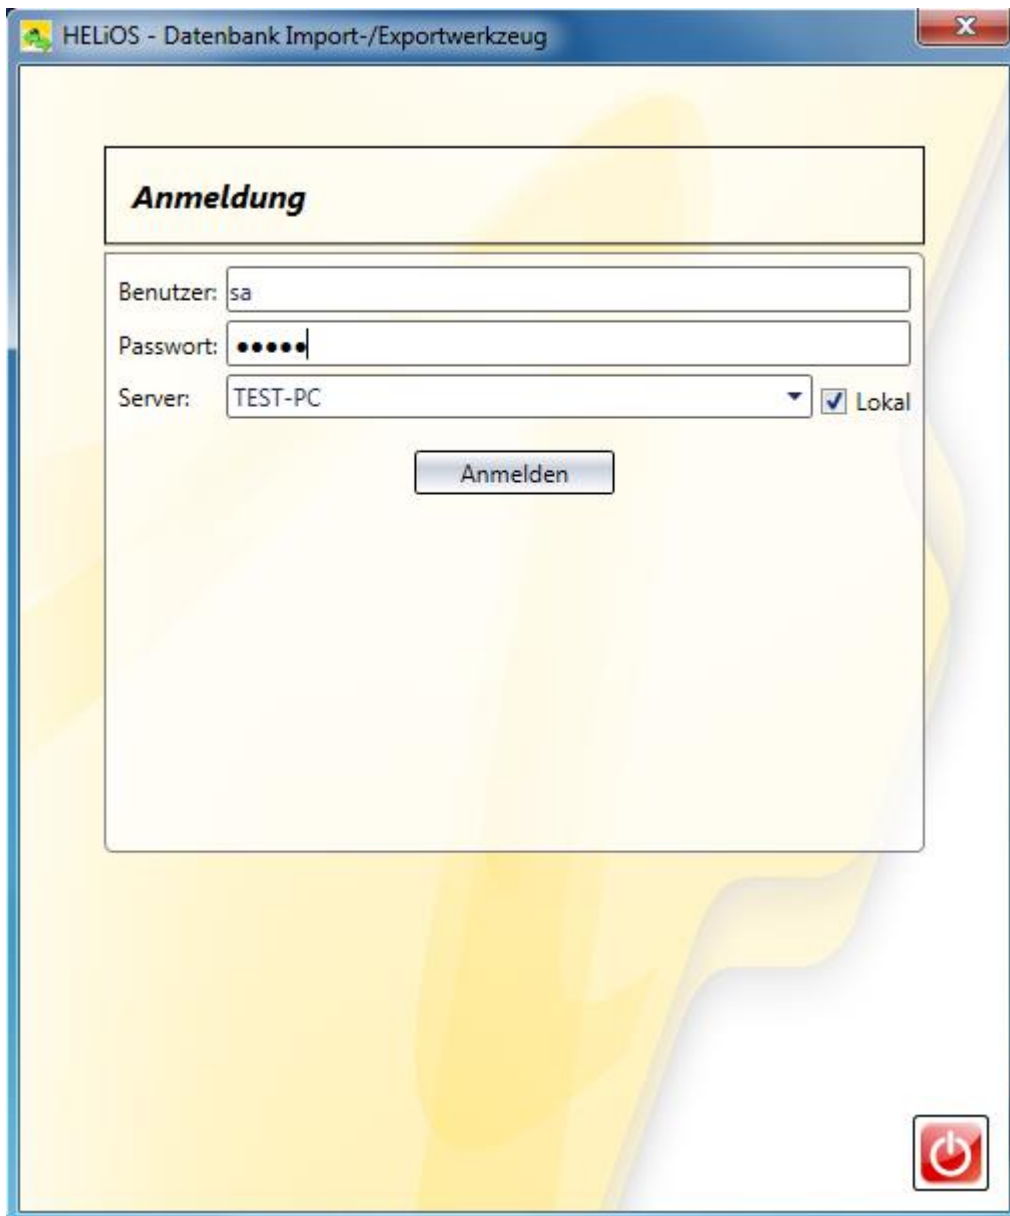 HELiOS - Datenbank Import-/Exportwerkzeug
Anmeldung
Benutzer: sa
Passwort: •••••
Server: TEST-PC Lokal
Anmelden